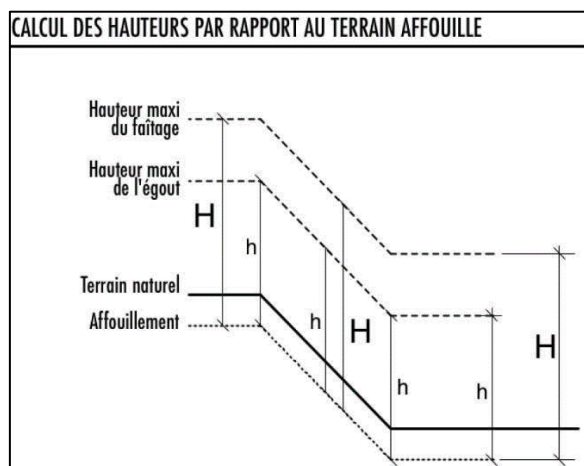 CALCUL DES HAUTEURS PAR RAPPORT AU TERRAIN AFFOUILLE
Hauteur maxi
du faîtage
Hauteur maxi
de l'égout
H
h
Terrain naturel
Affouillement
h
H
h
h
H